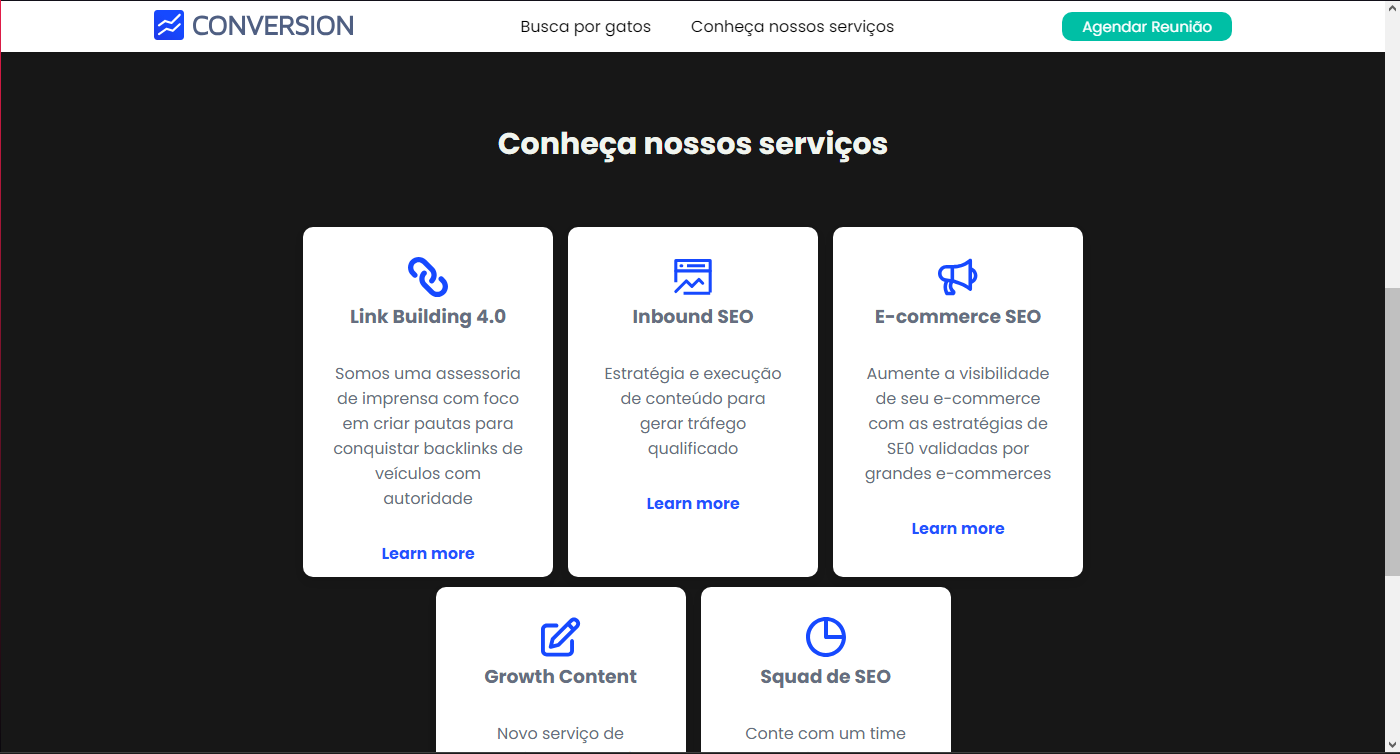 CONVERSION
Busca por gatos
Conheça nossos serviços
Agendar Reunião
Conheça nossos serviços
Link Building 4.0
Somos uma assessoria
de imprensa com foco
em criar pautas para
conquistar backlinks de
veículos com
autoridade
Learn more
Inbound SEO
Estratégia e execução
de conteúdo para
gerar tráfego
qualificado
Learn more
E-commerce SEO
Aumente a visibilidade
de seu e-commerce
com as estratégias de
SE0 validadas por
grandes e-commerces
Learn more
Growth Content
Novo serviço de
Squad de SEO
Conte com um time